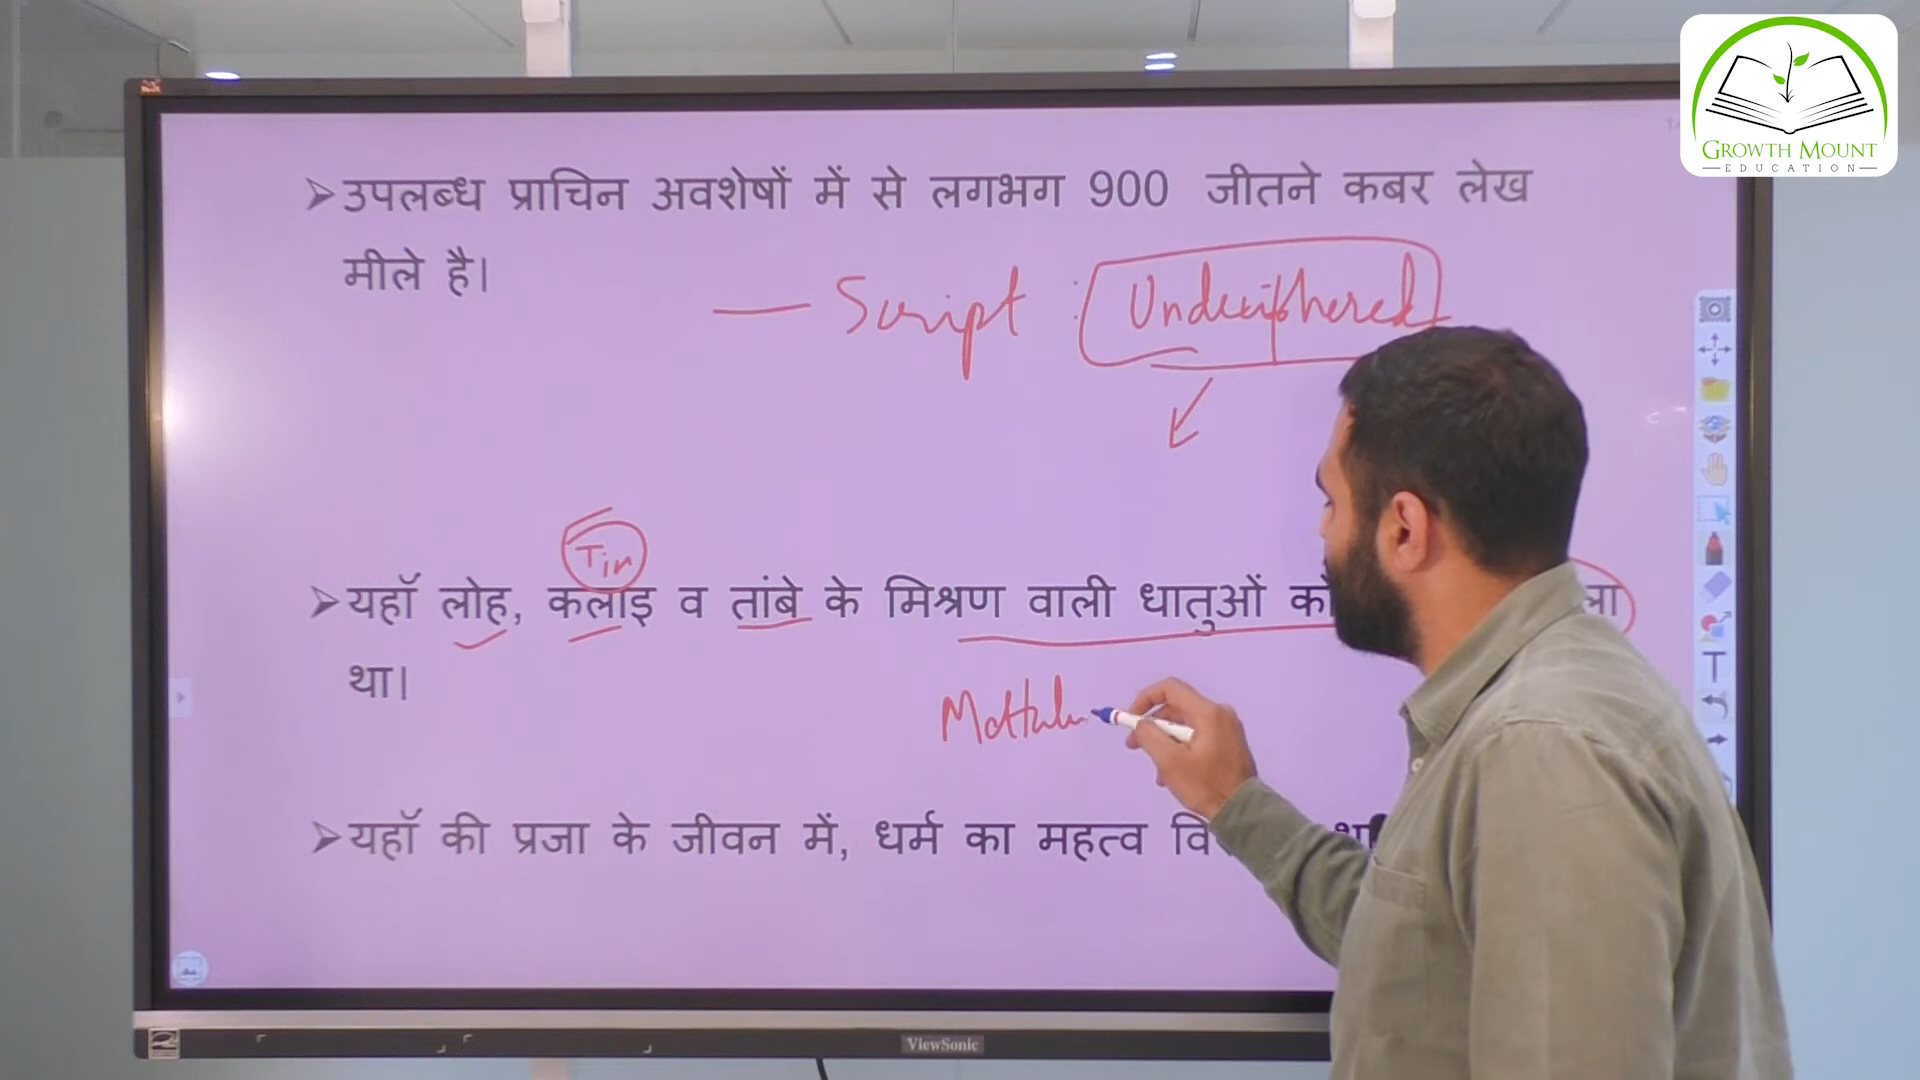 GROWTH MOUNT
EDUCATION
➢उपलब्ध प्राचिन अवशेषों में से लगभग 900 जीतने कबर लेख
मीले है।
— Script : Undeciphered
Tin
➢यहॉ लोह, कलाइ व तांबे के मिश्रण वाली धातुओं को
था।
➢यहॉ की प्रजा के जीवन में, धर्म का महत्व
ViewSonic